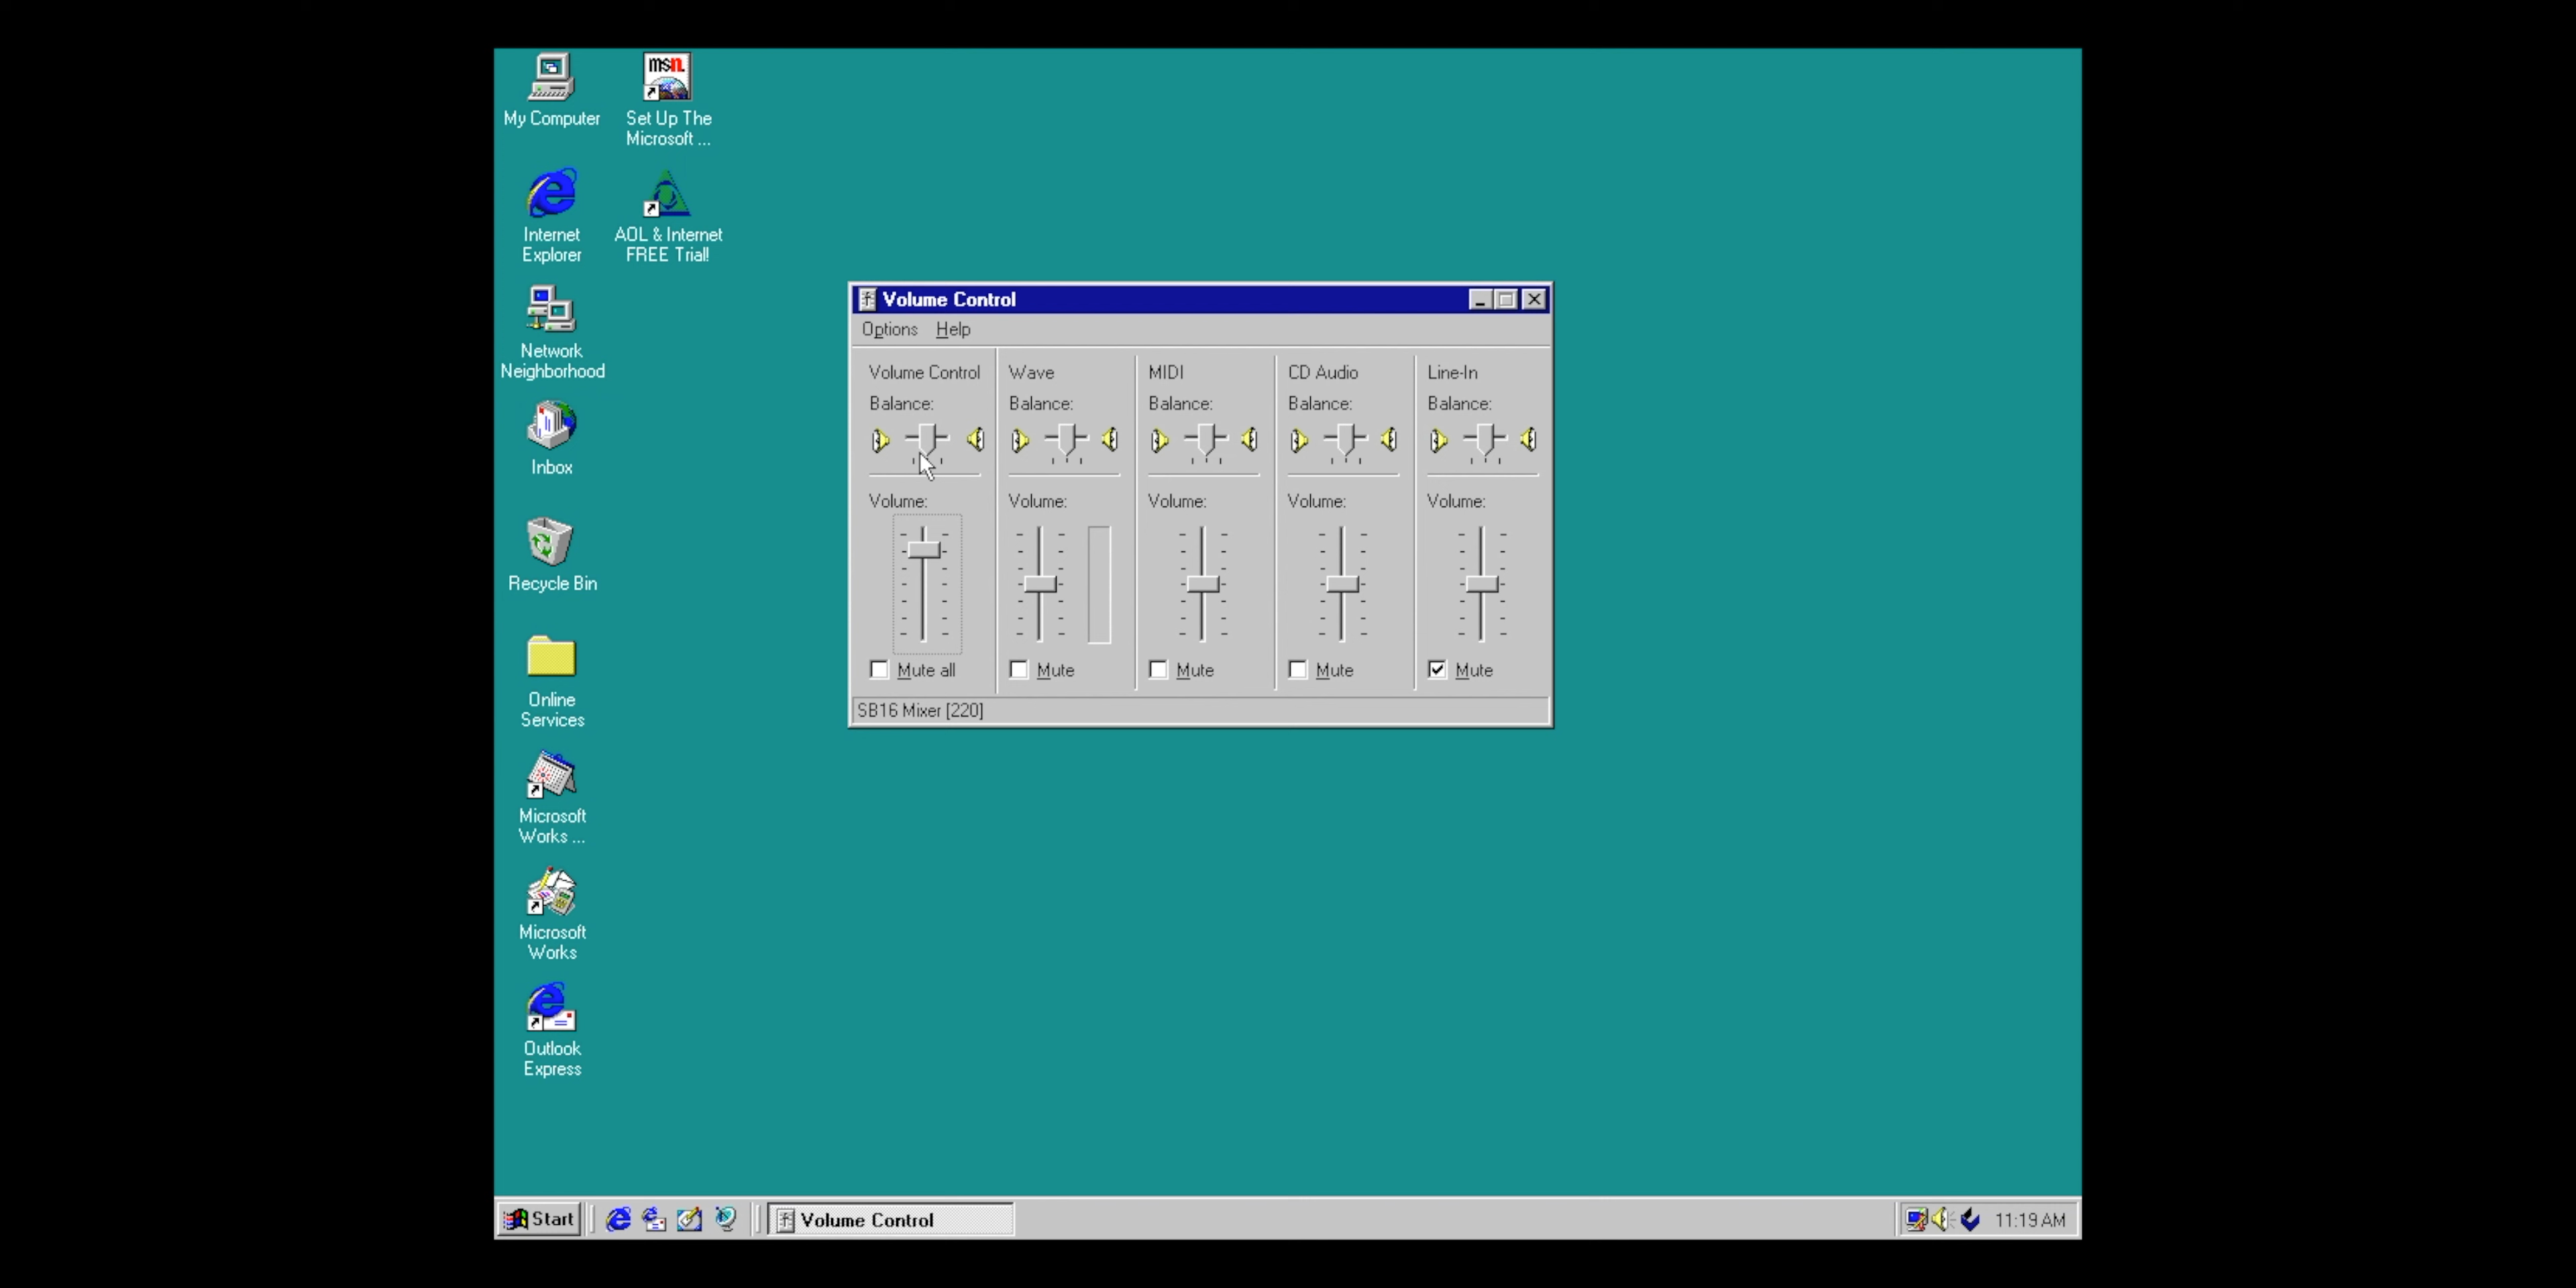 My Computer
msn.
Set Up The
Microsoft ...
Internet
Explorer
AOL & Internet
FREE Trial!
Network
Neighborhood
Inbox
Recycle Bin
Online
Services
Microsoft
Works ...
Microsoft
Works
Outlook
Express
Volume Control
Options Help
Volume Control Wave MIDI CD Audio Line-In
Balance: Balance: Balance: Balance: Balance:
Volume: Volume: Volume: Volume: Volume:
Mute all Mute Mute Mute Mute
SB16 Mixer [220]
Start Volume Control 11:19 AM